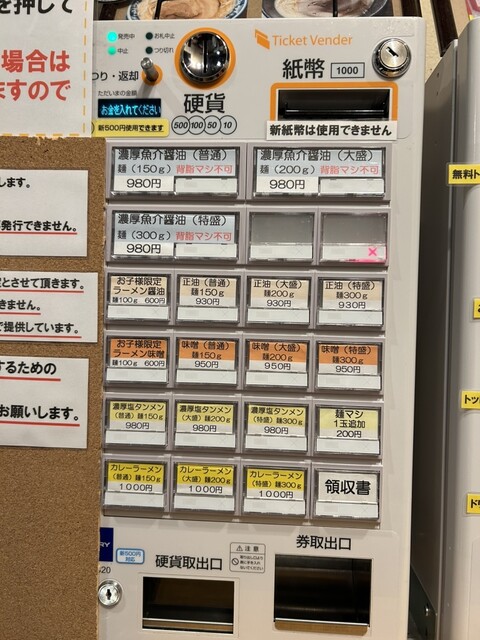 を押して
場合は
ますので
発売中
お札中止
中止
つり切れ
つり・返却
ただいまの金額
お金を入れてください
新500円使用できます
硬貨
500 100 50 10
Ticket Vender
紙幣 1000
新紙幣は使用できません
濃厚魚介醤油（普通）
麺（150g）背脂マシ不可
980円
濃厚魚介醤油（大盛）
麺（200g）背脂マシ不可
980円
濃厚魚介醤油（特盛）
麺（300g）背脂マシ不可
980円
×
お子様限定
ラーメン醤油
麺100g 600円
正油（普通）
麺150g
930円
正油（大盛）
麺200g
930円
正油（特盛）
麺300g
930円
お子様限定
ラーメン味噌
麺100g 600円
味噌（普通）
麺150g
950円
味噌（大盛）
麺200g
950円
味噌（特盛）
麺300g
950円
濃厚塩タンメン
（普通）麺150g
980円
濃厚塩タンメン
（大盛）麺200g
980円
濃厚塩タンメン
（特盛）麺300g
980円
麺マシ
1玉追加
200円
カレーラーメン
（普通）麺150g
1000円
カレーラーメン
（大盛）麺200g
1000円
カレーラーメン
（特盛）麺300g
1000円
領収書
新500円
対応
硬貨取出口
注意
券取出口
します。
発行できません。
とさせて頂きます。
きません。
で提供しています。
するための
お願いします。
無料ト
トッ